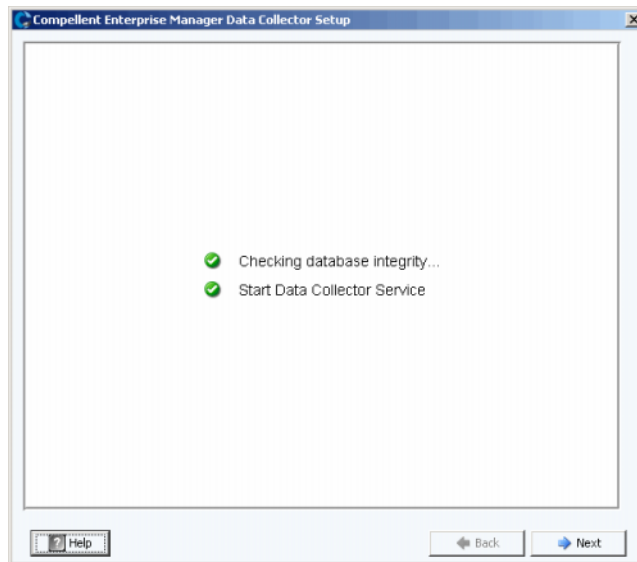 Compellent Enterprise Manager Data Collector Setup
Checking database integrity...
Start Data Collector Service
? Help
Back
Next